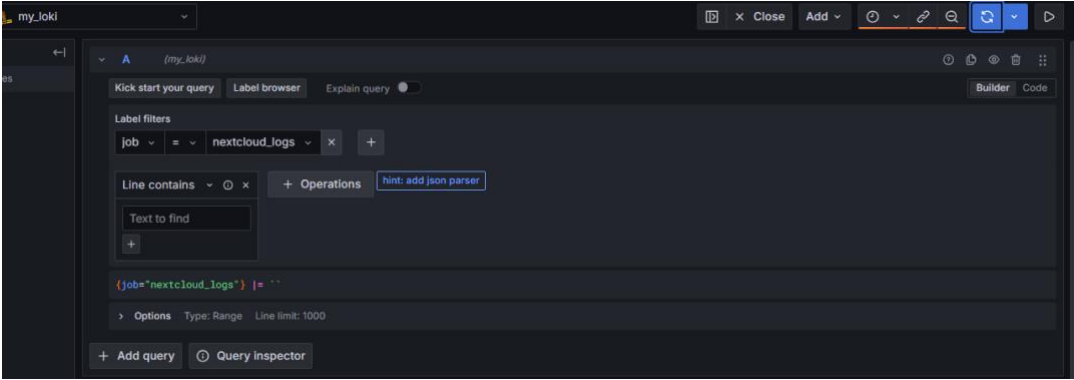 my_loki Close Add
es
A (my_loki)
Kick start your query Label browser Explain query Builder Code
Label filters
job = nextcloud_logs
Line contains + Operations hint: add json parser
Text to find
+
{job="nextcloud_logs"} |= ``
Options Type: Range Line limit: 1000
+ Add query Query inspector